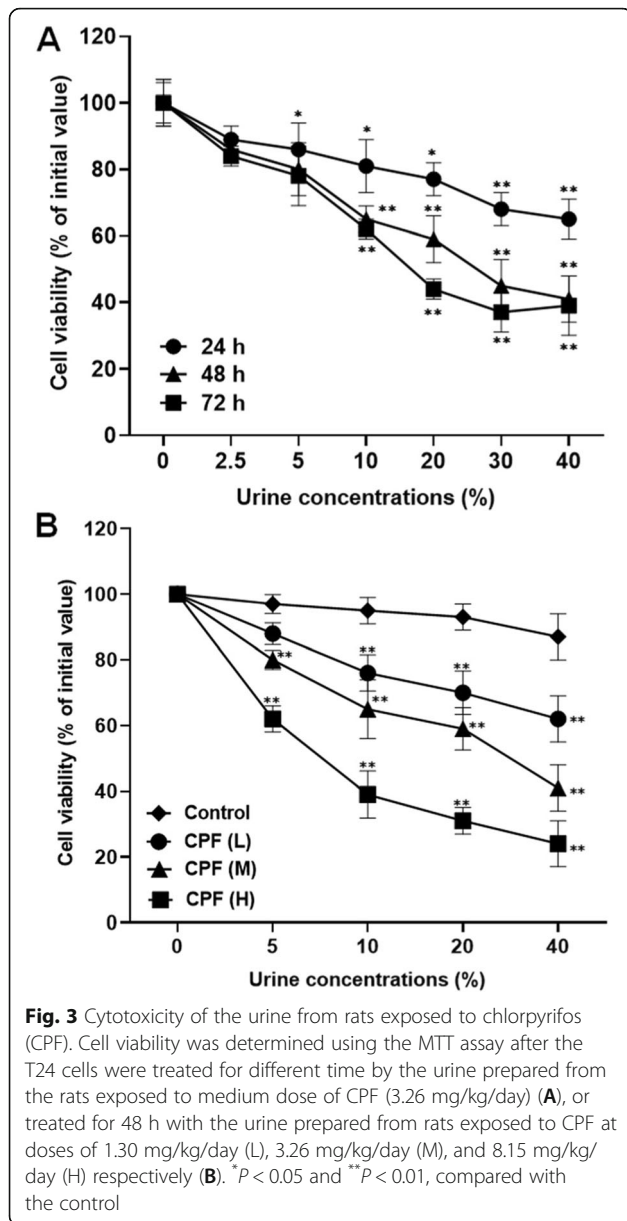 A
120
100
80
60
40
20
0
Cell viability (% of initial value)
*
*
*
**
**
**
**
**
**
**
**
**
**
24 h
48 h
72 h
0 2.5 5 10 20 30 40
Urine concentrations (%)
B
120
100
80
60
40
20
0
Cell viability (% of initial value)
**
**
**
**
**
**
**
**
**
**
**
Control
CPF (L)
CPF (M)
CPF (H)
0 5 10 20 40
Urine concentrations (%)
Fig. 3 Cytotoxicity of the urine from rats exposed to chlorpyrifos
(CPF). Cell viability was determined using the MTT assay after the
T24 cells were treated for different time by the urine prepared from
the rats exposed to medium dose of CPF (3.26 mg/kg/day) (A), or
treated for 48 h with the urine prepared from rats exposed to CPF at
doses of 1.30 mg/kg/day (L), 3.26 mg/kg/day (M), and 8.15 mg/kg/
day (H) respectively (B). *P < 0.05 and **P < 0.01, compared with
the control